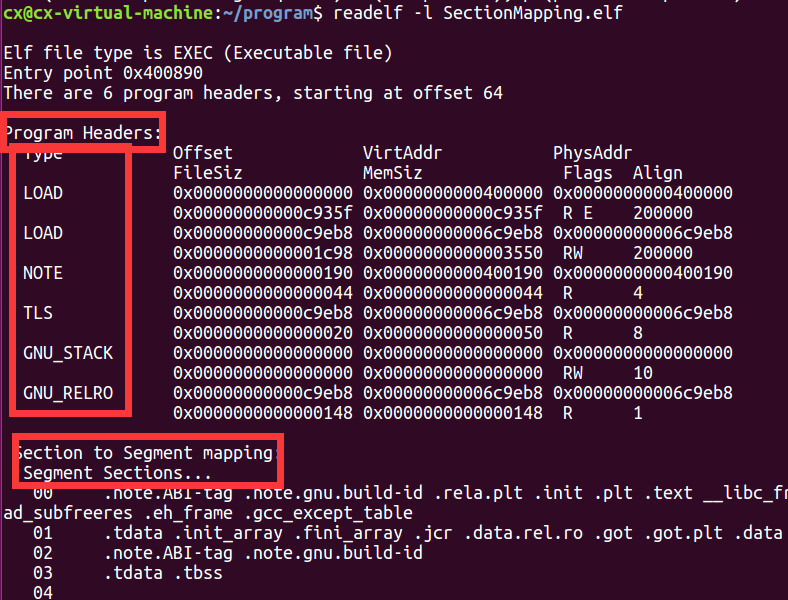 cx@cx-virtual-machine:~/program$ readelf -l SectionMapping.elf
Elf file type is EXEC (Executable file)
Entry point 0x400890
There are 6 program headers, starting at offset 64
Program Headers:
Type Offset VirtAddr PhysAddr
FileSiz MemSiz Flags Align
LOAD 0x0000000000000000 0x0000000000400000 0x0000000000400000
0x00000000000c935f 0x00000000000c935f R E 200000
LOAD 0x00000000000c9eb8 0x00000000006c9eb8 0x00000000006c9eb8
0x0000000000001c98 0x0000000000003550 RW 200000
NOTE 0x0000000000000190 0x0000000000400190 0x0000000000400190
0x0000000000000044 0x0000000000000044 R 4
TLS 0x00000000000c9eb8 0x00000000006c9eb8 0x00000000006c9eb8
0x0000000000000020 0x0000000000000050 R 8
GNU_STACK 0x0000000000000000 0x0000000000000000 0x0000000000000000
0x0000000000000000 0x0000000000000000 RW 10
GNU_RELRO 0x00000000000c9eb8 0x00000000006c9eb8 0x00000000006c9eb8
0x0000000000000148 0x0000000000000148 R 1
Section to Segment mapping:
Segment Sections...
00 .note.ABI-tag .note.gnu.build-id .rela.plt .init .plt .text __libc_fr
ad_subfreeres .eh_frame .gcc_except_table
01 .tdata .init_array .fini_array .jcr .data.rel.ro .got .got.plt .data
02 .note.ABI-tag .note.gnu.build-id
03 .tdata .tbss
04